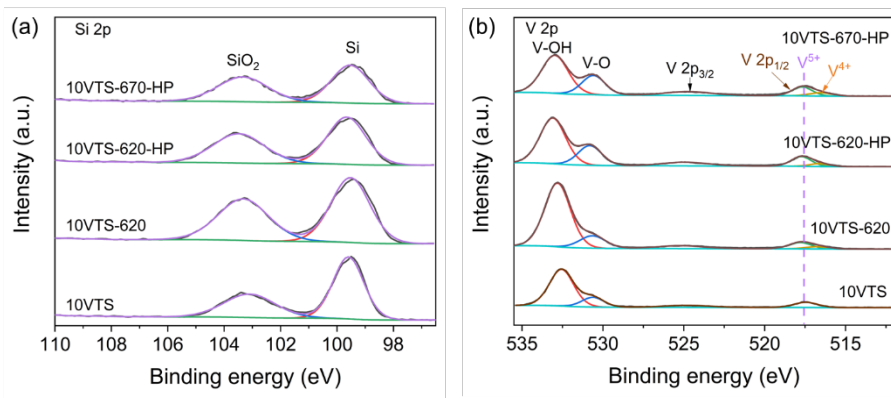 (a)
Si 2p
SiO₂
Si
10VTS-670-HP
10VTS-620-HP
10VTS-620
10VTS
Intensity (a.u.)
110 108 106 104 102 100 98
Binding energy (eV)
(b)
V 2p
V-OH
V-O
V 2p₃/₂
V 2p₁/₂
V⁵⁺
V⁴⁺
10VTS-670-HP
10VTS-620-HP
10VTS-620
10VTS
Intensity (a.u.)
535 530 525 520 515
Binding energy (eV)